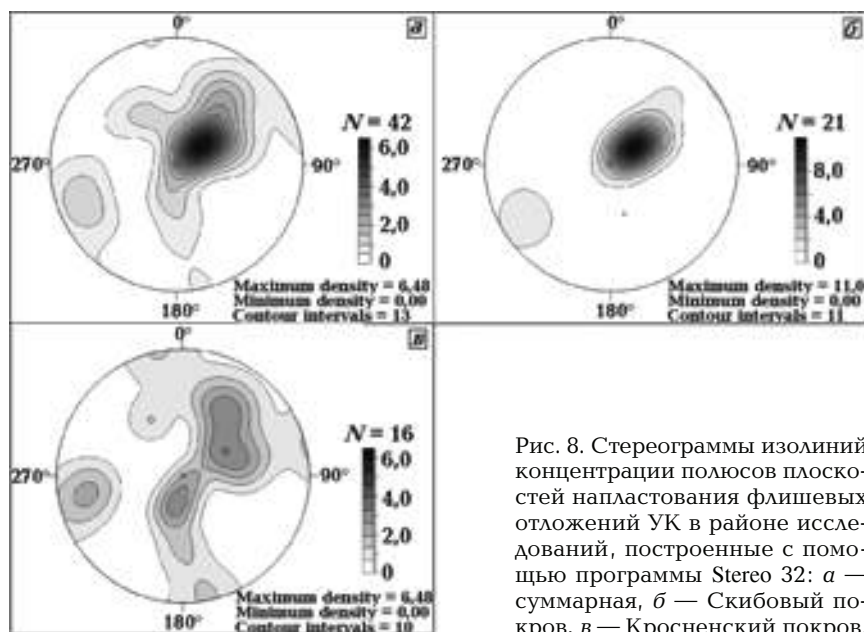 0°
а
N = 42
6,0
270°
90°
4,0
2,0
0
Maximum density = 6,48
Minimum density = 0,00
Contour intervals = 13
180°
0°
б
N = 21
8,0
270°
90°
4,0
0
Maximum density = 11,0
Minimum density = 0,00
Contour intervals = 11
180°
0°
в
N = 16
6,0
270°
90°
4,0
2,0
0
Maximum density = 6,48
Minimum density = 0,00
Contour intervals = 10
180°
Рис. 8. Стереограммы изолиний
концентрации полюсов плоско-
стей напластования флишевых
отложений УК в районе иссле-
дований, построенные с помо-
щью программы Stereo 32: а —
суммарная, б — Скибовый по-
кров, в — Кросненский покров.